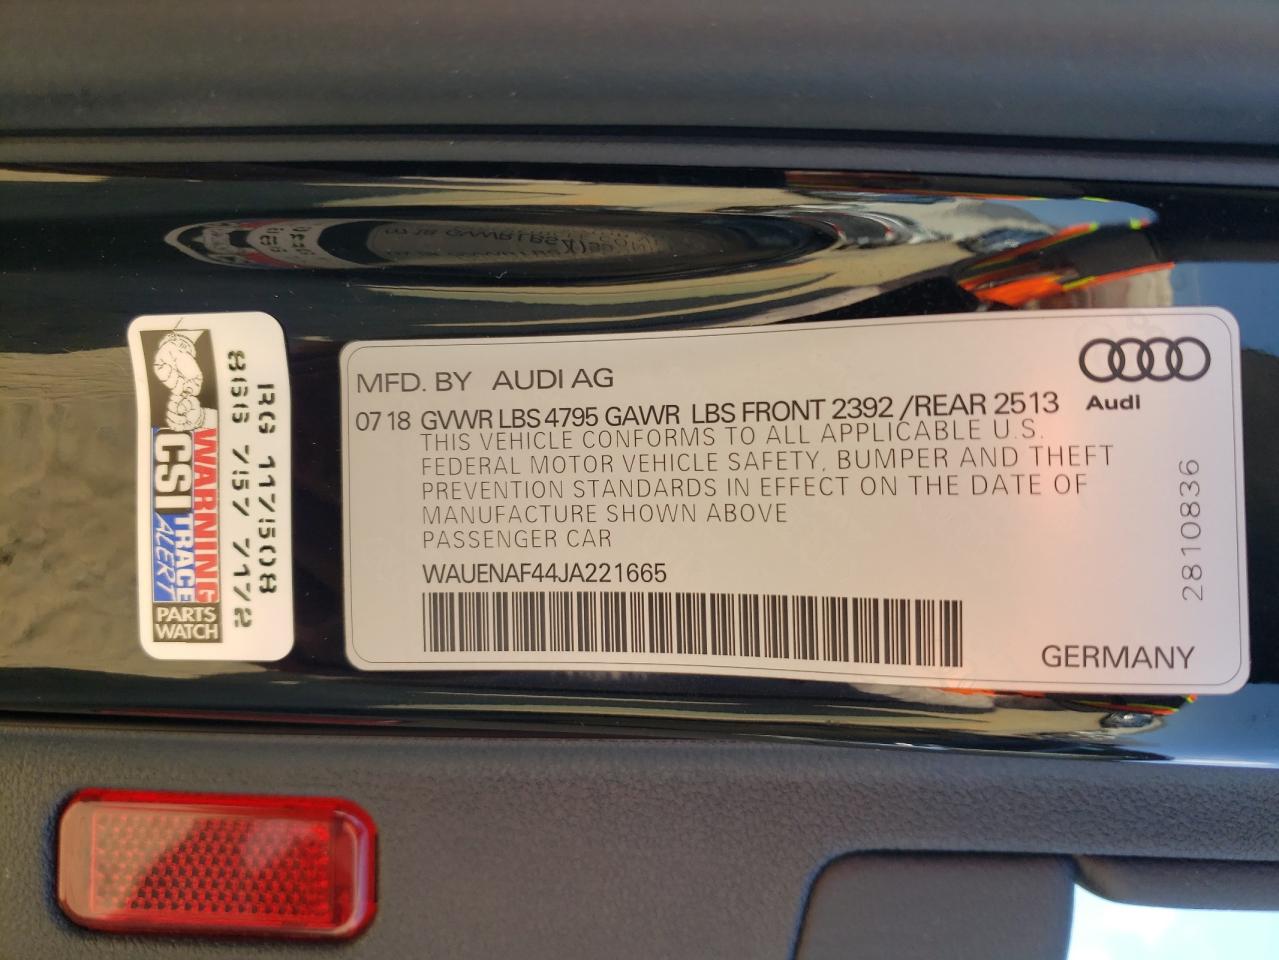 MFD. BY AUDI AG
07 18 GVWR LBS 4795 GAWR LBS FRONT 2392 /REAR 2513
THIS VEHICLE CONFORMS TO ALL APPLICABLE U.S.
FEDERAL MOTOR VEHICLE SAFETY, BUMPER AND THEFT
PREVENTION STANDARDS IN EFFECT ON THE DATE OF
MANUFACTURE SHOWN ABOVE
PASSENGER CAR
WAUENAF44JA221665
GERMANY
Audi
2810836
RG 117508
866 757 7172
WARNING
CSI TRACE
ALERT
PARTS
WATCH